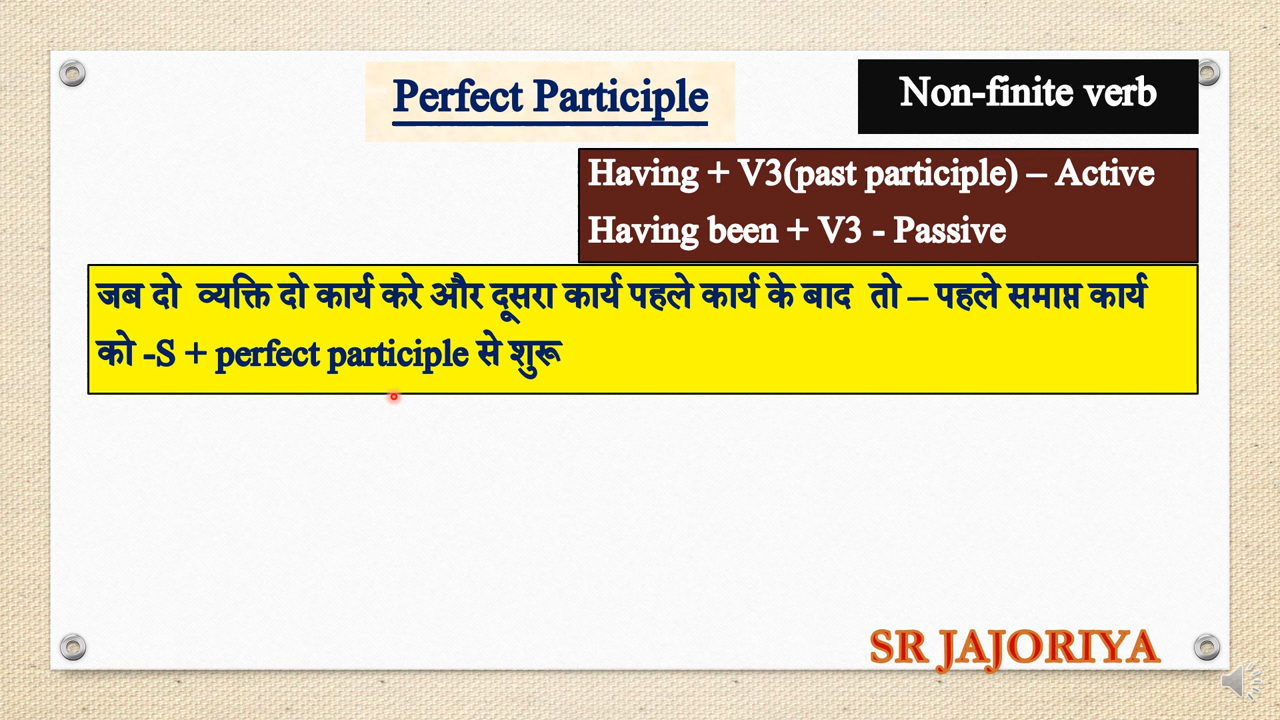 Perfect Participle
Non-finite verb
Having + V3(past participle) – Active
Having been + V3 - Passive
जब दो व्यक्ति दो कार्य करे और दूसरा कार्य पहले कार्य के बाद तो – पहले समाप्त कार्य
को -S + perfect participle से शुरू
SR JAJORIYA